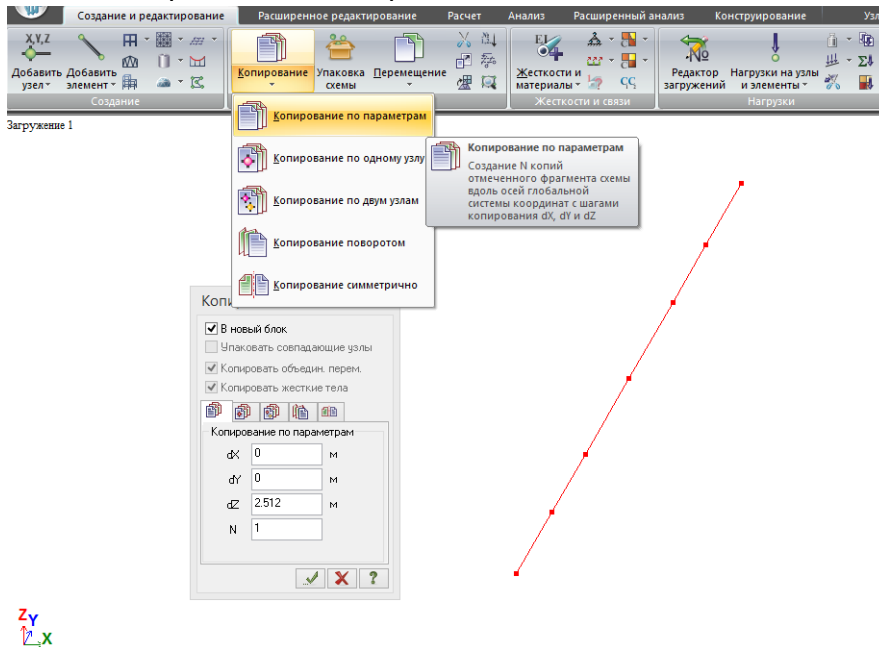 Создание и редактирование Расширенное редактирование Расчет Анализ Расширенный анализ Конструирование Узл
X,Y,Z
Добавить узел
Добавить элемент
Создание
Копирование
Упаковка схемы
Перемещение
Жесткости и материалы
Жесткости и связи
Редактор загружений
Нагрузки на узлы и элементы
Нагрузки
Загружение 1
Копирование по параметрам
Копирование по одному узлу
Копирование по двум узлам
Копирование поворотом
Копирование симметрично
Копирование по параметрам
Создание N копий
отмеченного фрагмента схемы
вдоль осей глобальной
системы координат с шагами
копирования dX, dY и dZ
Копи
В новый блок
Упаковать совпадающие узлы
Копировать объедин. перем.
Копировать жесткие тела
Копирование по параметрам
dX 0 м
dY 0 м
dZ 2.512 м
N 1
?
Z
Y
X